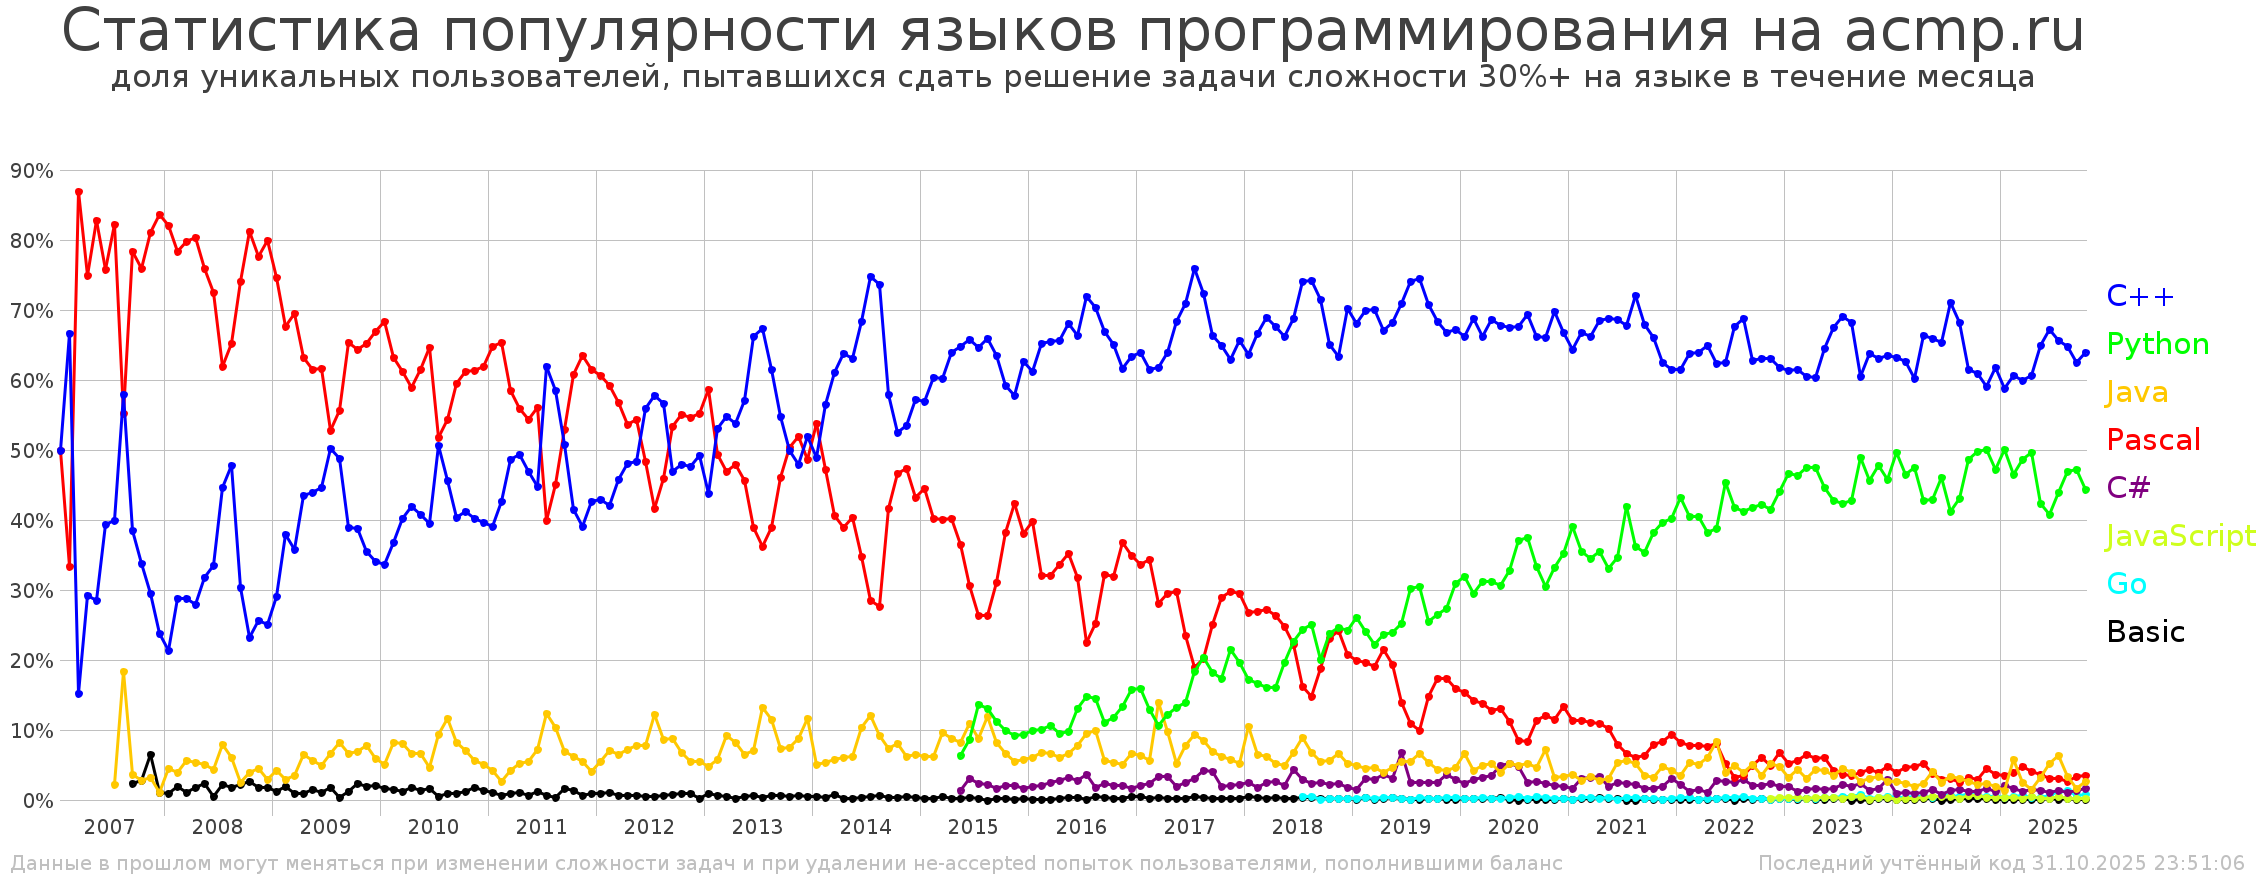 Статистика популярности языков программирования на acmp.ru
доля уникальных пользователей, пытавшихся сдать решение задачи сложности 30%+ на языке в течение месяца
90%
80%
70%
60%
50%
40%
30%
20%
10%
0%
C++
Python
Java
Pascal
C#
JavaScript
Go
Basic
2007 2008 2009 2010 2011 2012 2013 2014 2015 2016 2017 2018 2019 2020 2021 2022 2023 2024 2025
Данные в прошлом могут меняться при изменении сложности задач и при удалении не-accepted попыток пользователями, пополнившими баланс
Последний учтённый код 31.10.2025 23:51:06